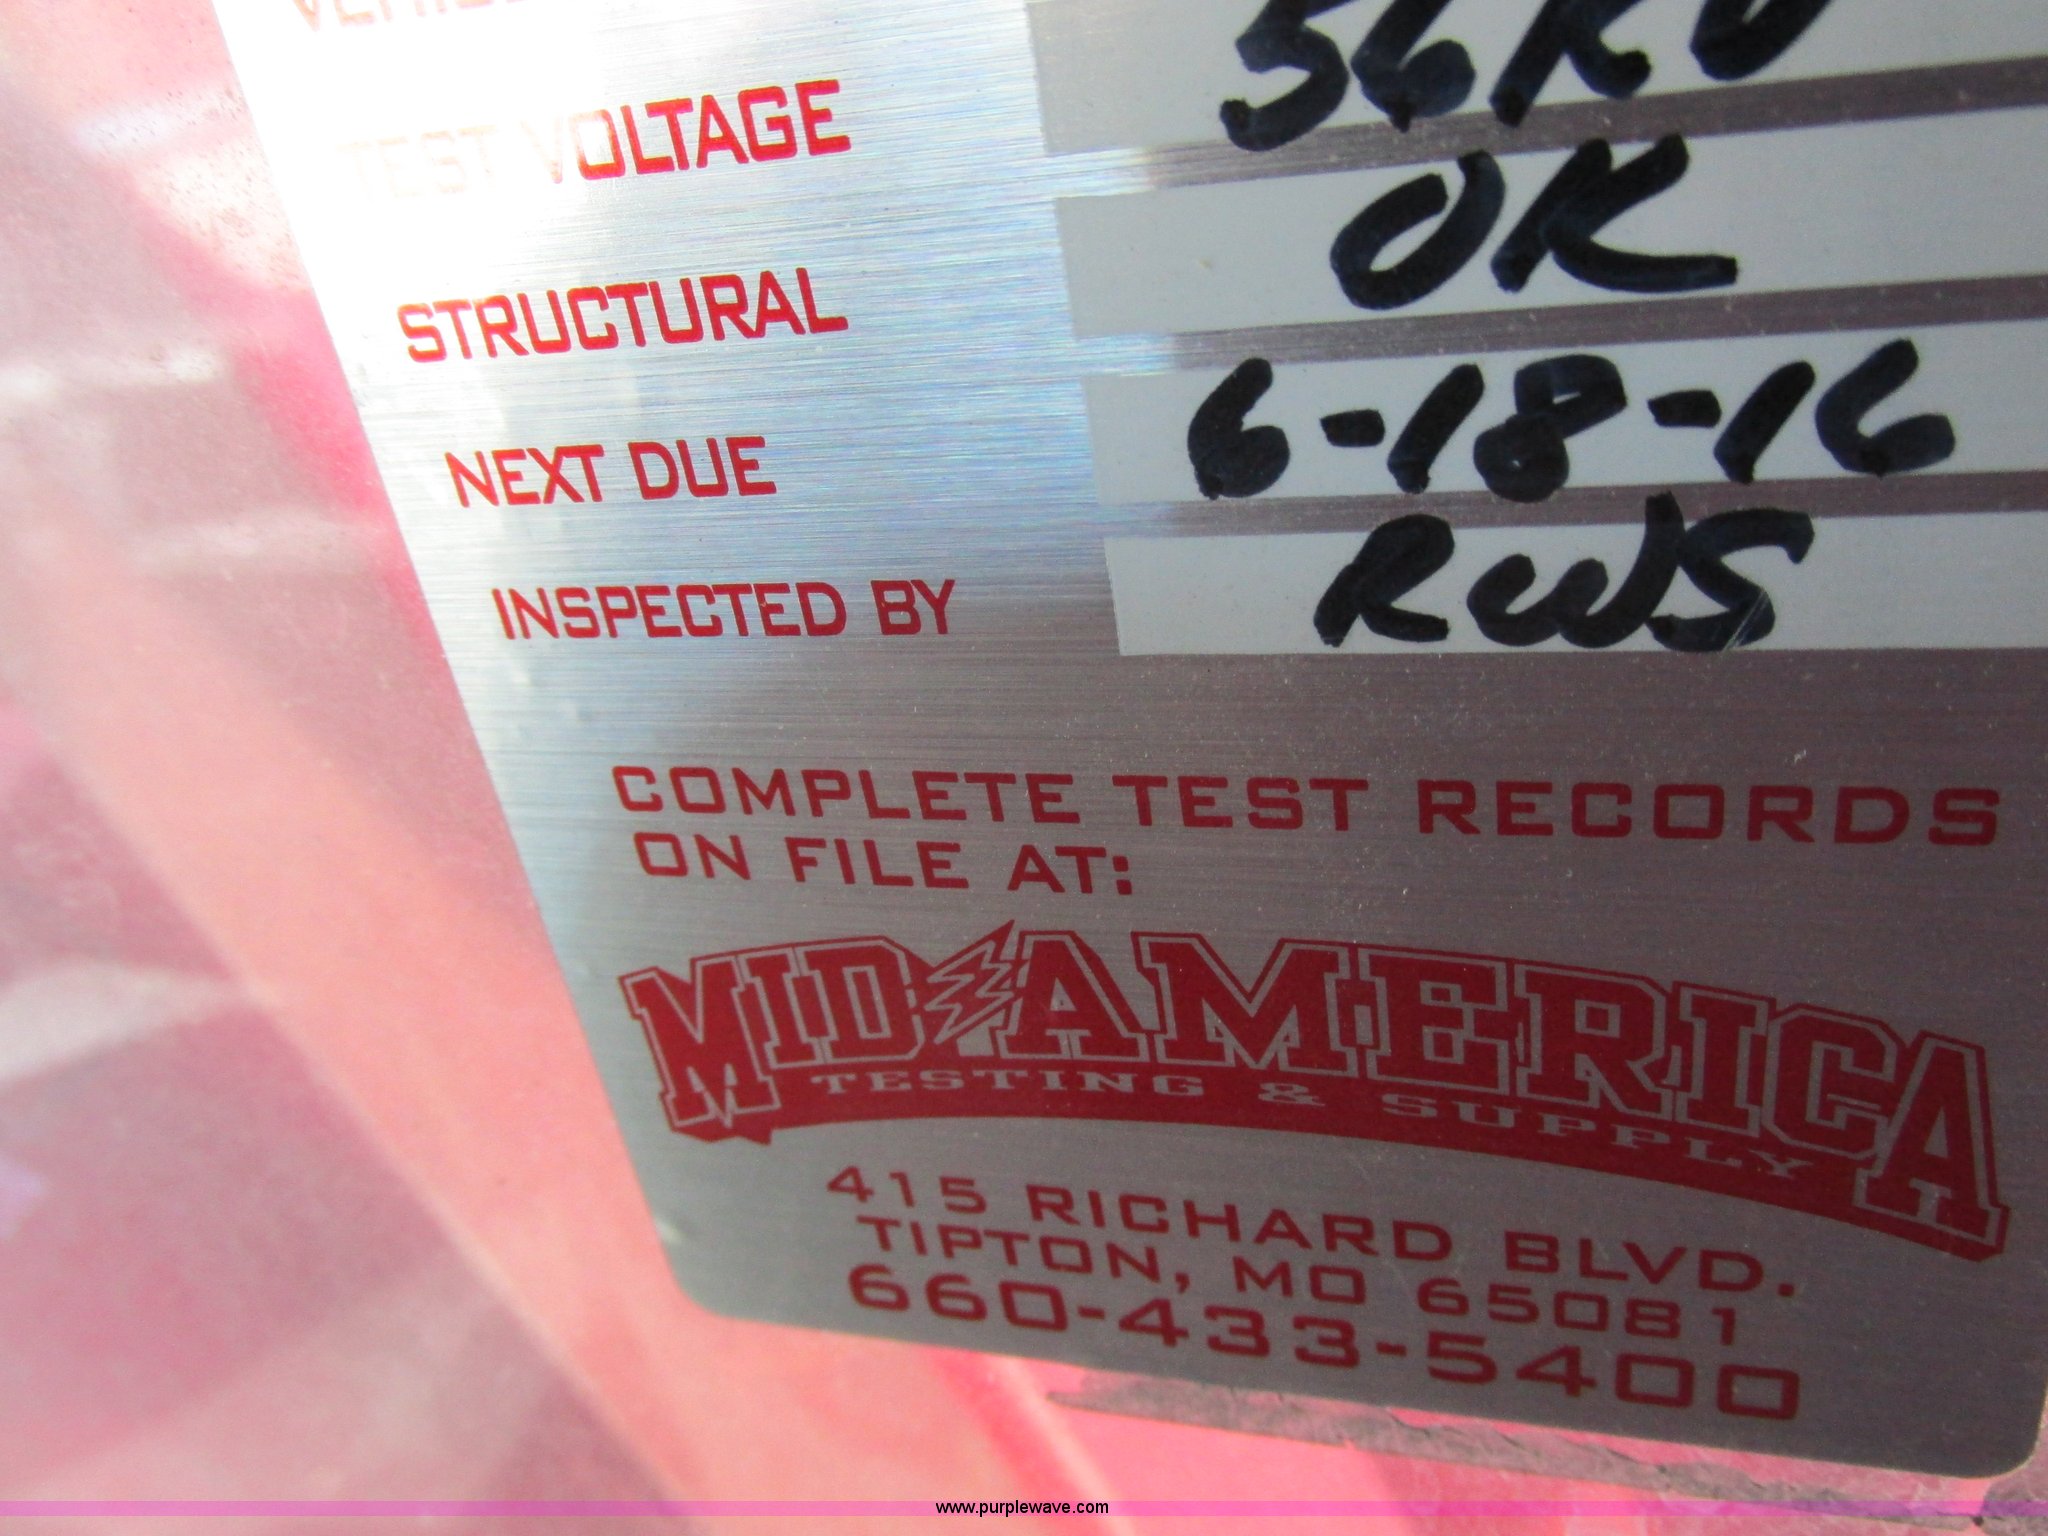 TEST VOLTAGE 56KV
STRUCTURAL OK
NEXT DUE 6-18-16
INSPECTED BY RWS
COMPLETE TEST RECORDS
ON FILE AT:
MID AMERICA
TESTING & SUPPLY
415 RICHARD BLVD.
TIPTON, MO 65081
660-433-5400
www.purplewave.com